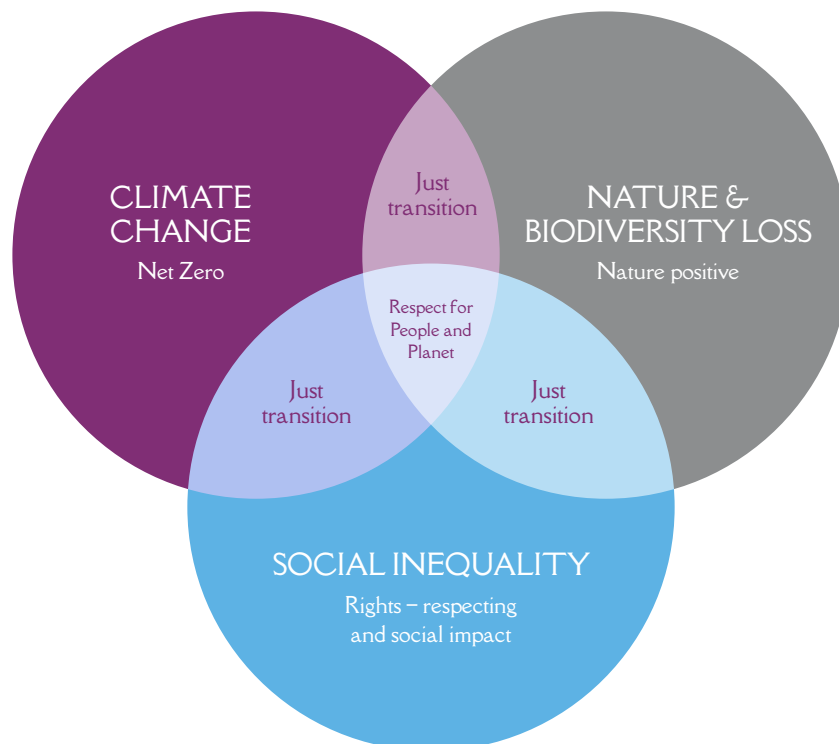 CLIMATE
CHANGE
Net Zero
Just
transition
NATURE &
BIODIVERSITY LOSS
Nature positive
Respect for
People and
Planet
Just
transition
Just
transition
SOCIAL INEQUALITY
Rights – respecting
and social impact